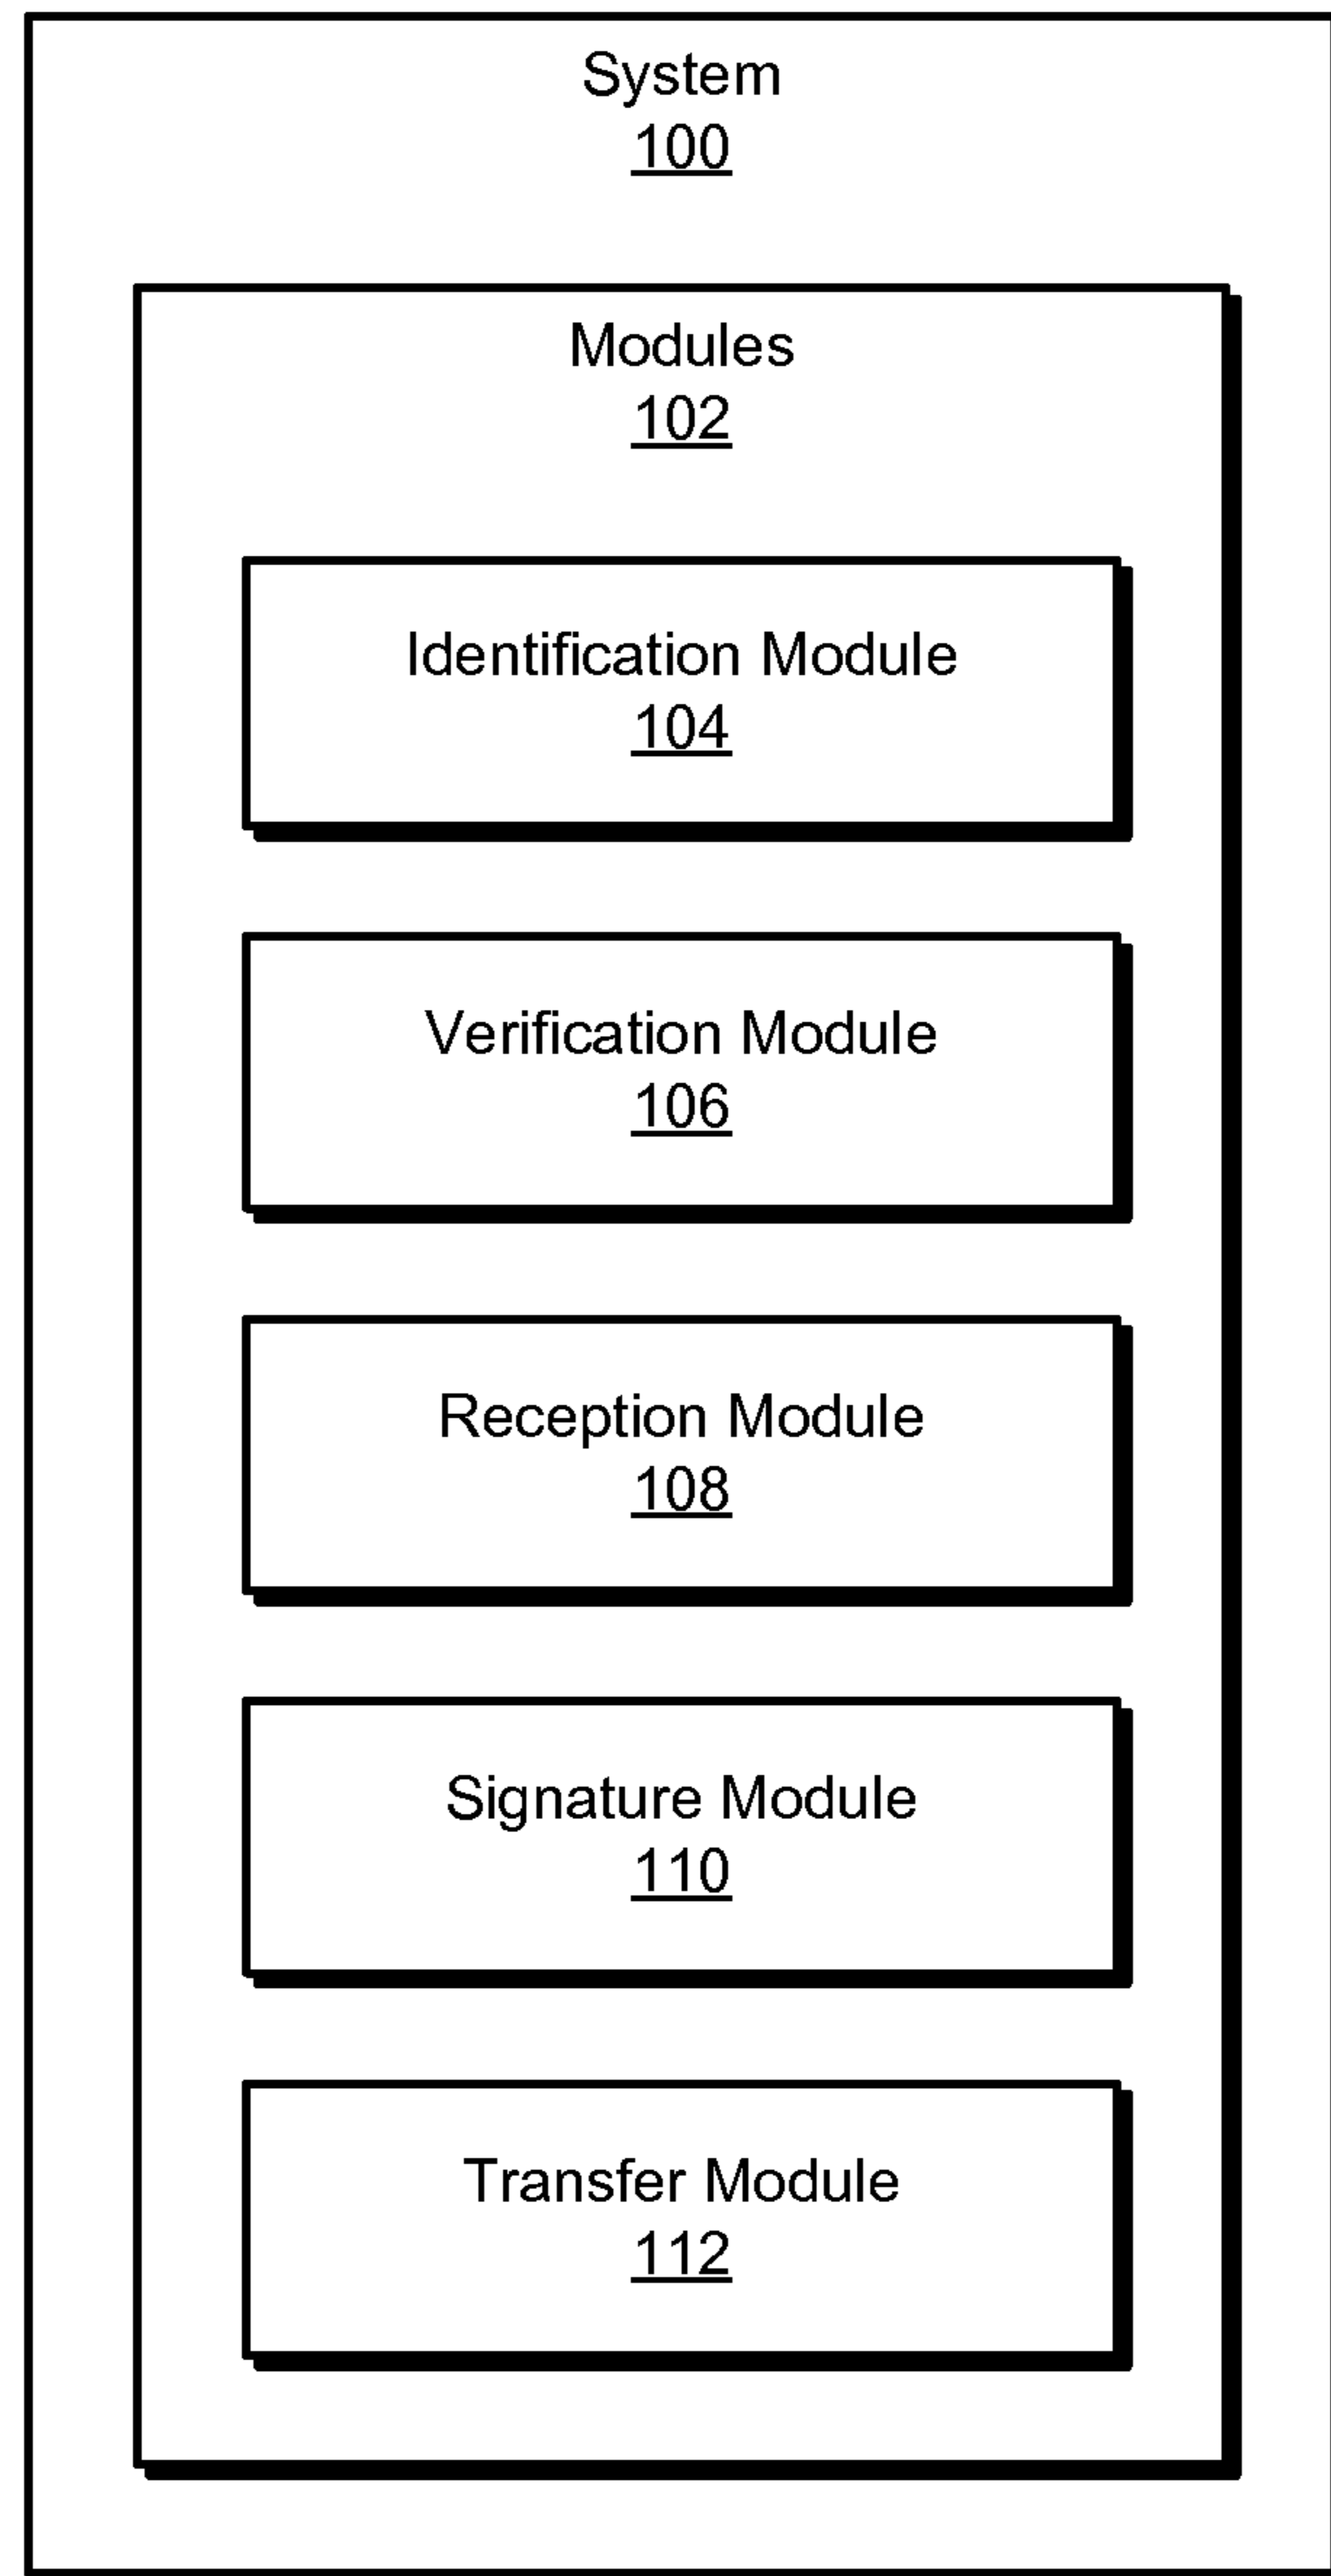 System
100
Modules
102
Identification Module
104
Verification Module
106
Reception Module
108
Signature Module
110
Transfer Module
112